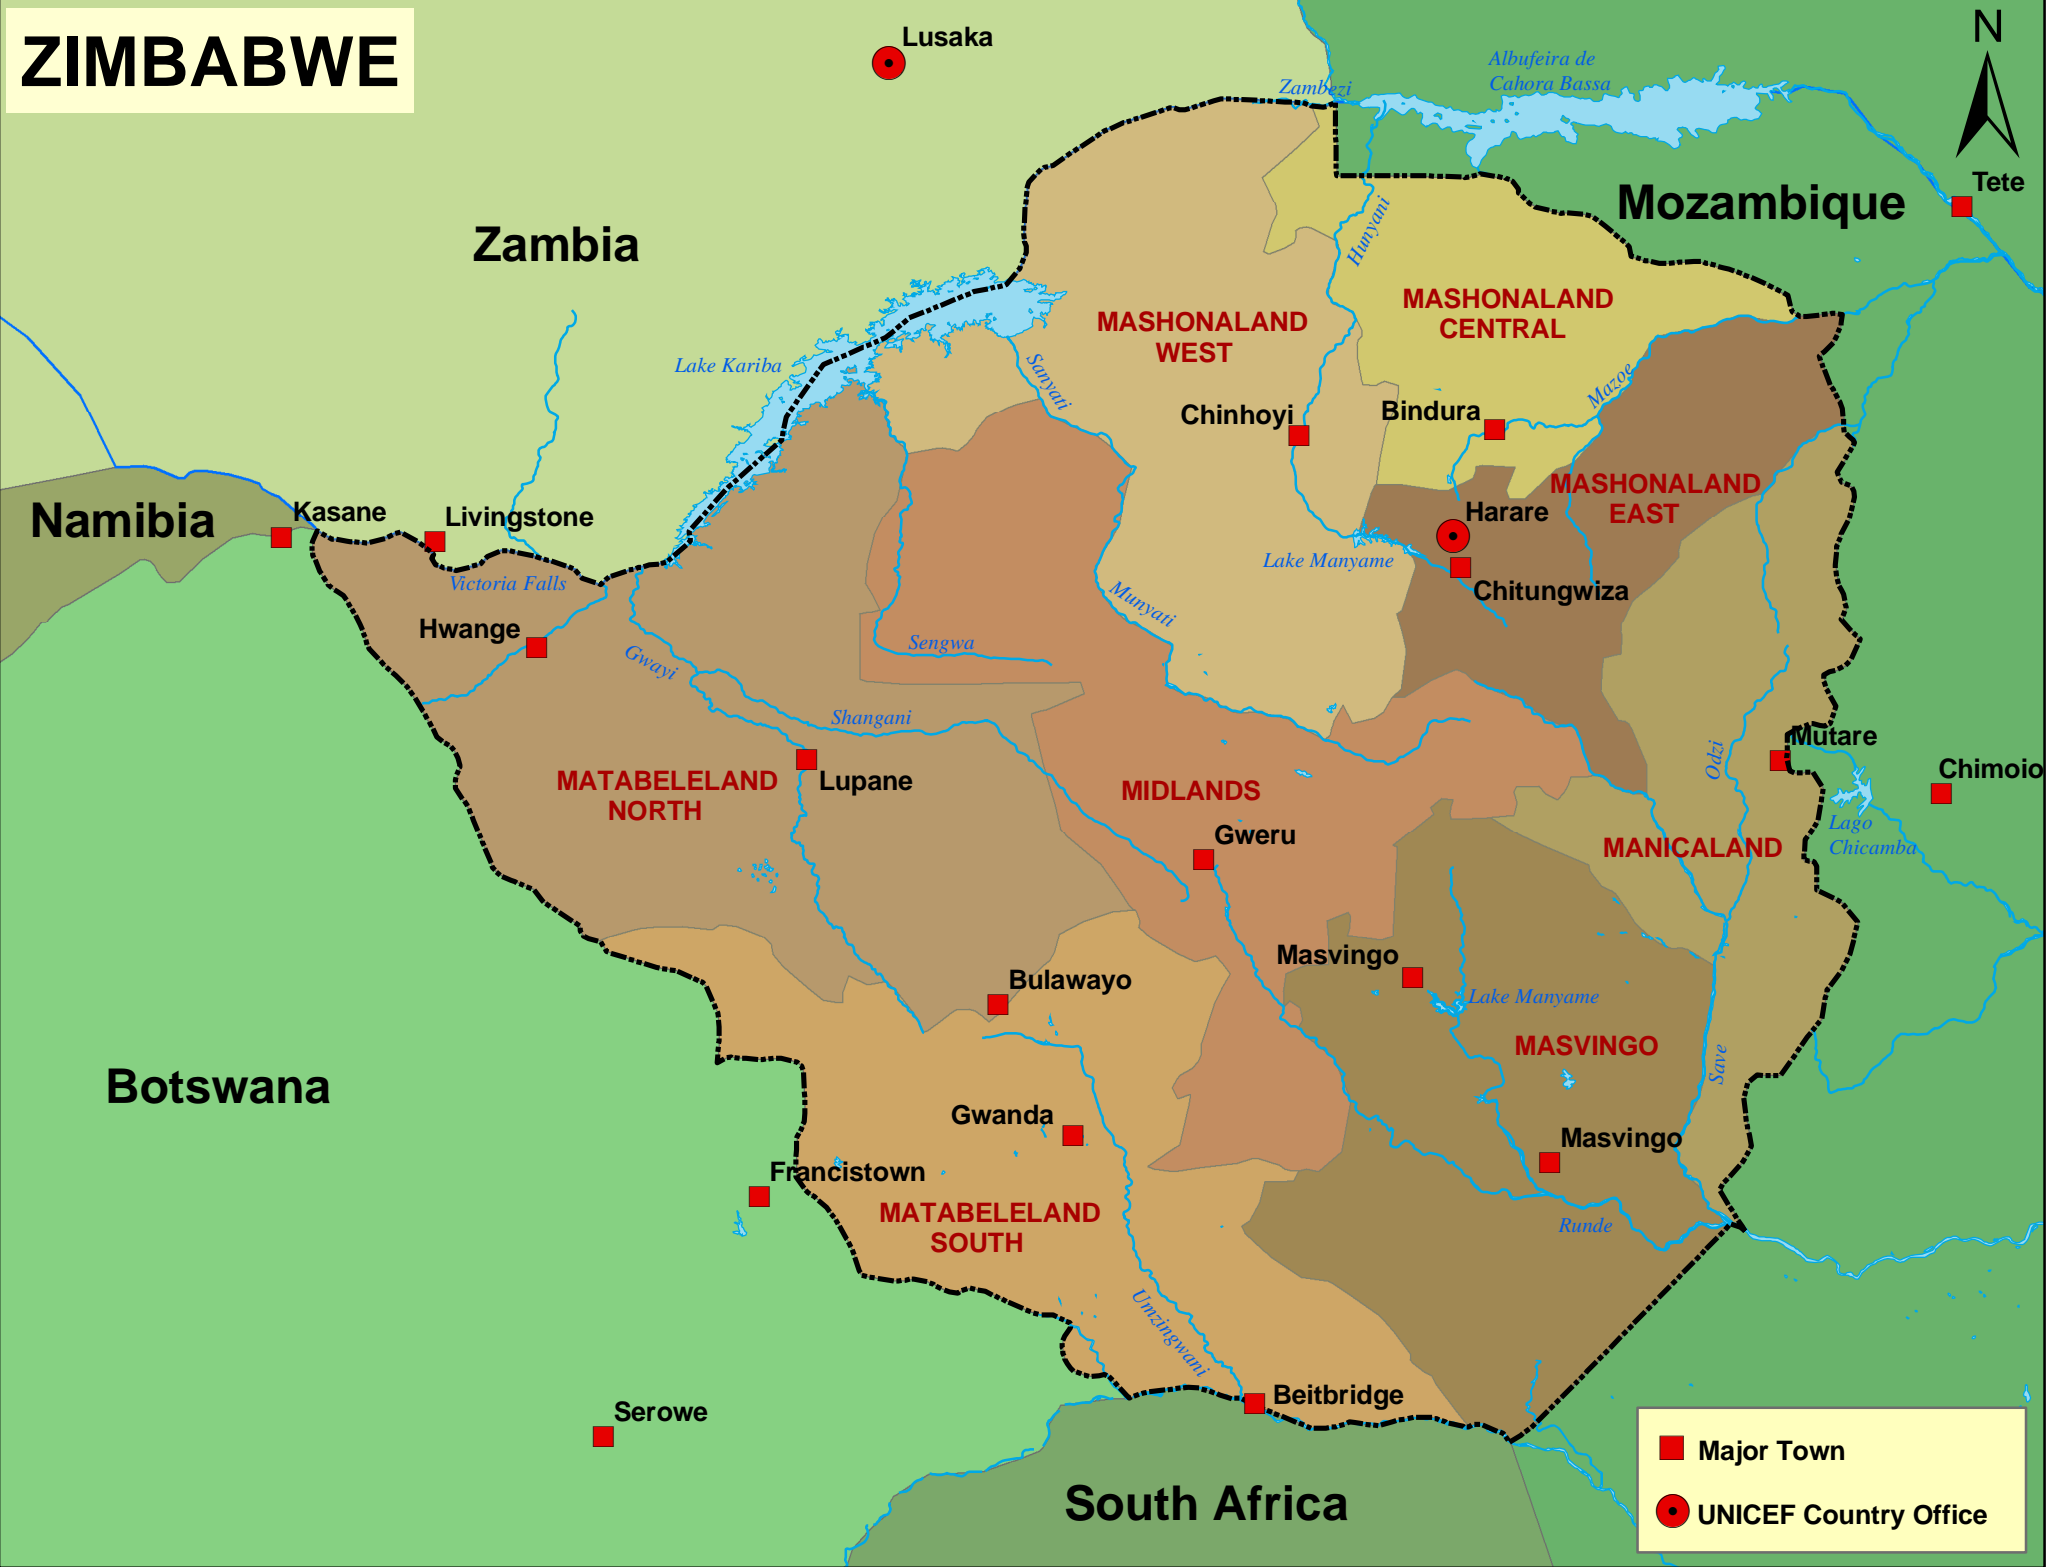 ZIMBABWE
Lusaka
N
Albufeira de
Cahora Bassa
Zambezi
Tete
Mozambique
Zambia
Hunyani
MASHONALAND
CENTRAL
MASHONALAND
WEST
Lake Kariba
Sanyati
Mazoe
Chinhoyi
Bindura
MASHONALAND
EAST
Namibia
Kasane
Livingstone
Harare
Lake Manyame
Victoria Falls
Chitungwiza
Munyati
Hwange
Sengwa
Gwayi
Shangani
Odzi
Mutare
Chimoio
MATABELELAND
NORTH
Lupane
MIDLANDS
Gweru
Lago
Chicamba
MANICALAND
Masvingo
Bulawayo
Lake Manyame
MASVINGO
Save
Botswana
Gwanda
Masvingo
Francistown
MATABELELAND
SOUTH
Runde
Umzingwani
Beitbridge
Serowe
South Africa
Major Town
UNICEF Country Office